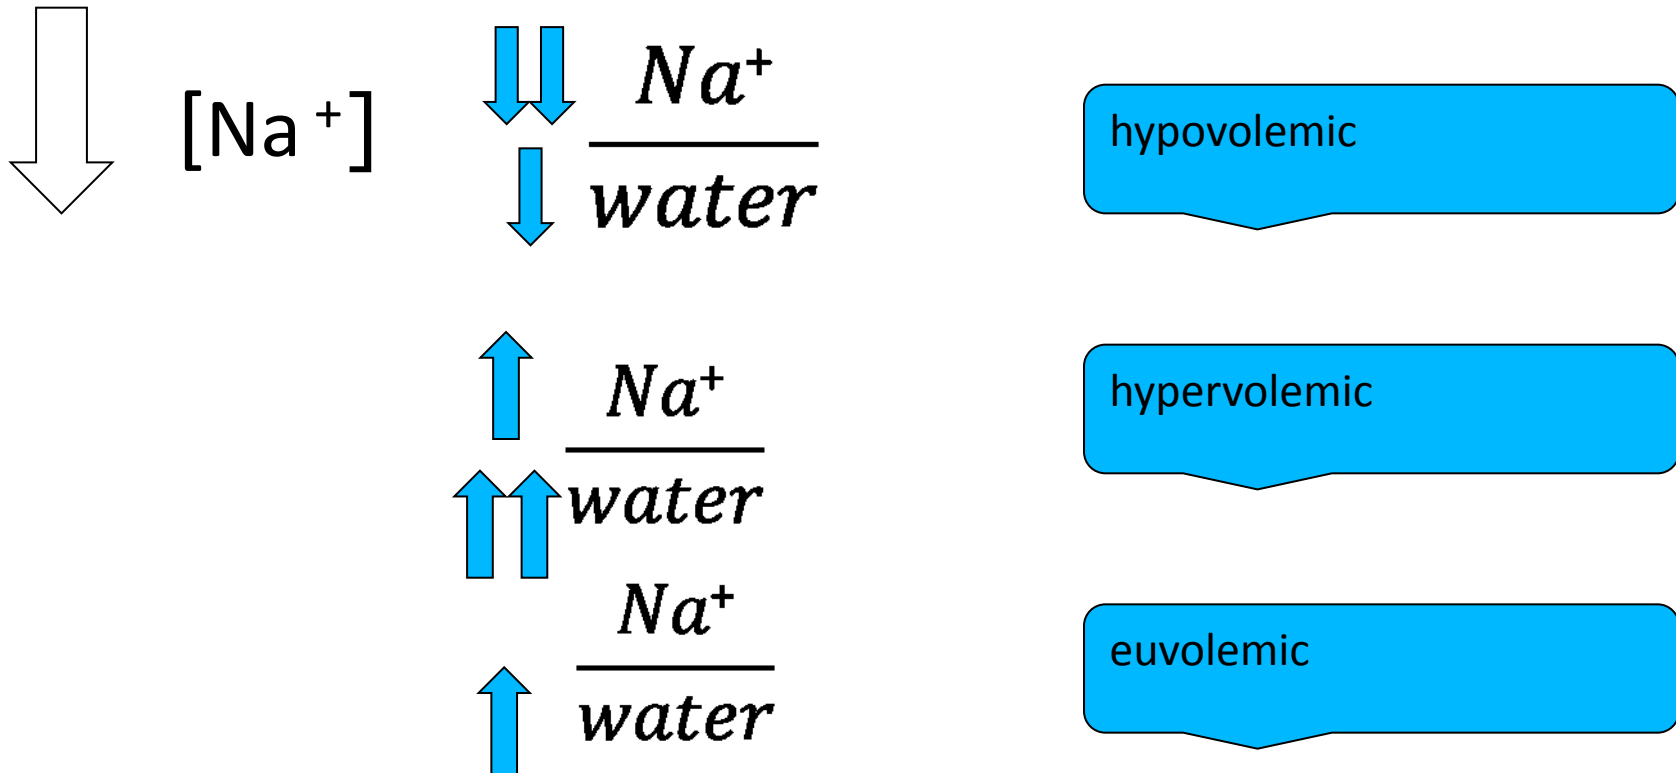 [Na⁺]
Na⁺
water
hypovolemic
Na⁺
water
hypervolemic
Na⁺
water
euvolemic